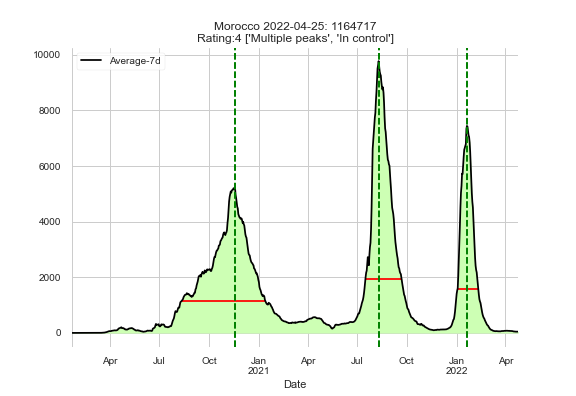 Morocco 2022-04-25: 1164717
Rating:4 ['Multiple peaks', 'In control']
Average-7d
10000
8000
6000
4000
2000
0
Apr Jul Oct Jan Apr Jul Oct Jan Apr
2021 2022
Date